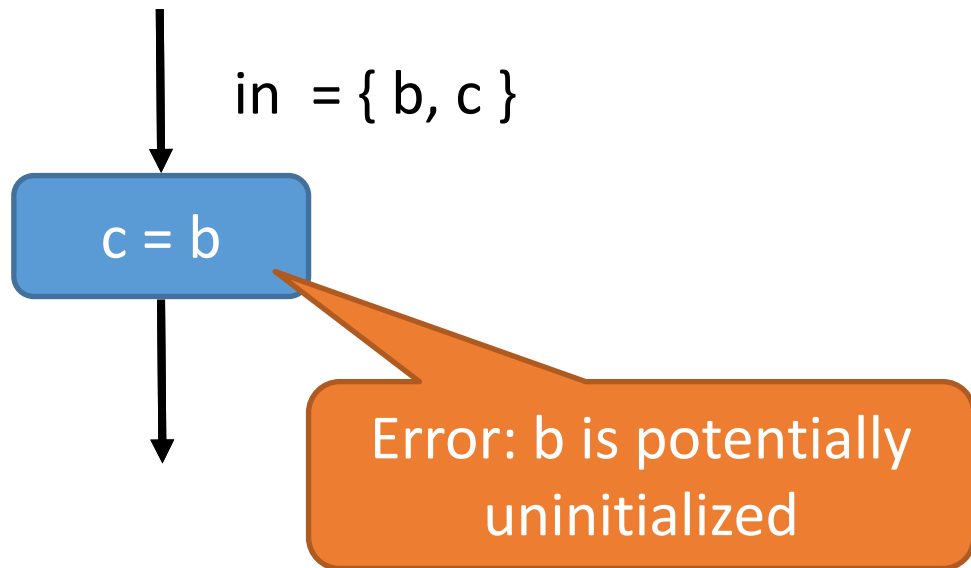 in = { b, c }
c = b
Error: b is potentially
uninitialized